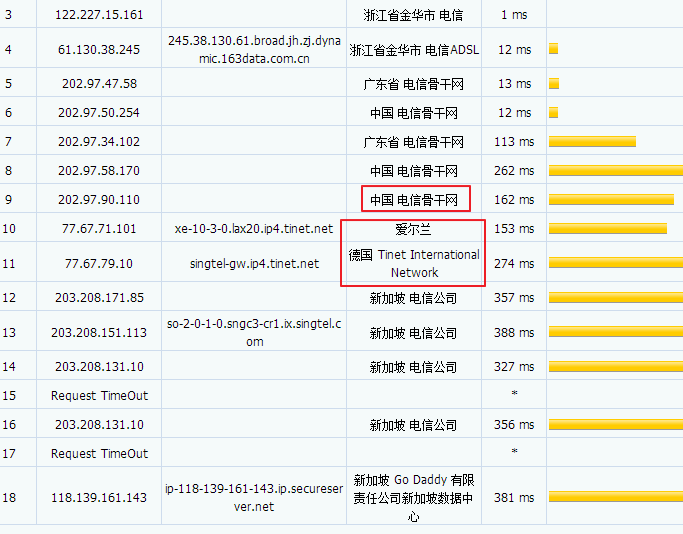 3 122.227.15.161 浙江省金华市 电信 1 ms
4 61.130.38.245 245.38.130.61.broad.jh.zj.dyna
mic.163data.com.cn 浙江省金华市 电信ADSL 12 ms
5 202.97.47.58 广东省 电信骨干网 13 ms
6 202.97.50.254 中国 电信骨干网 12 ms
7 202.97.34.102 广东省 电信骨干网 113 ms
8 202.97.58.170 中国 电信骨干网 262 ms
9 202.97.90.110 中国 电信骨干网 162 ms
10 77.67.71.101 xe-10-3-0.lax20.ip4.tinet.net 爱尔兰 153 ms
11 77.67.79.10 singtel-gw.ip4.tinet.net 德国 Tinet International
Network 274 ms
12 203.208.171.85 新加坡 电信公司 357 ms
13 203.208.151.113 so-2-0-1-0.sngc3-cr1.ix.singtel.c
om 新加坡 电信公司 388 ms
14 203.208.131.10 新加坡 电信公司 327 ms
15 Request TimeOut *
16 203.208.131.10 新加坡 电信公司 356 ms
17 Request TimeOut *
18 118.139.161.143 ip-118-139-161-143.ip.secureser
ver.net 新加坡 Go Daddy 有限
责任公司新加坡数据中
心 381 ms